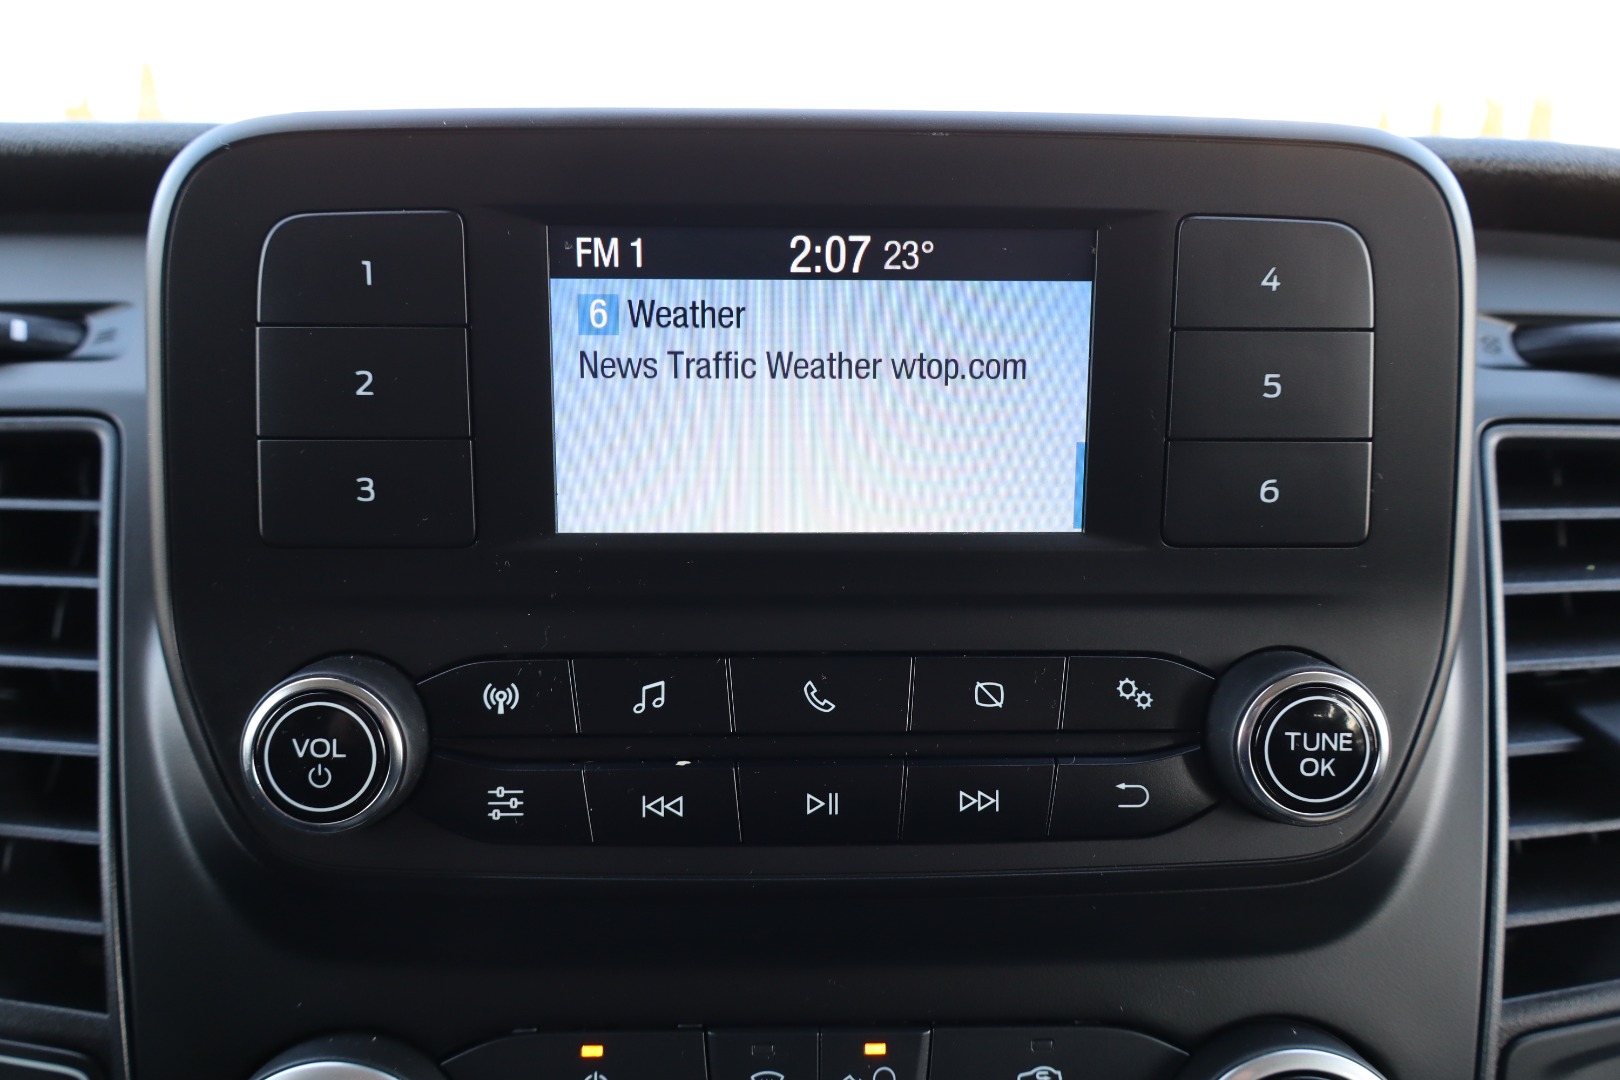 FM 1 2:07 23°
6 Weather
News Traffic Weather wtop.com
1
2
3
4
5
6
VOL
TUNE
OK